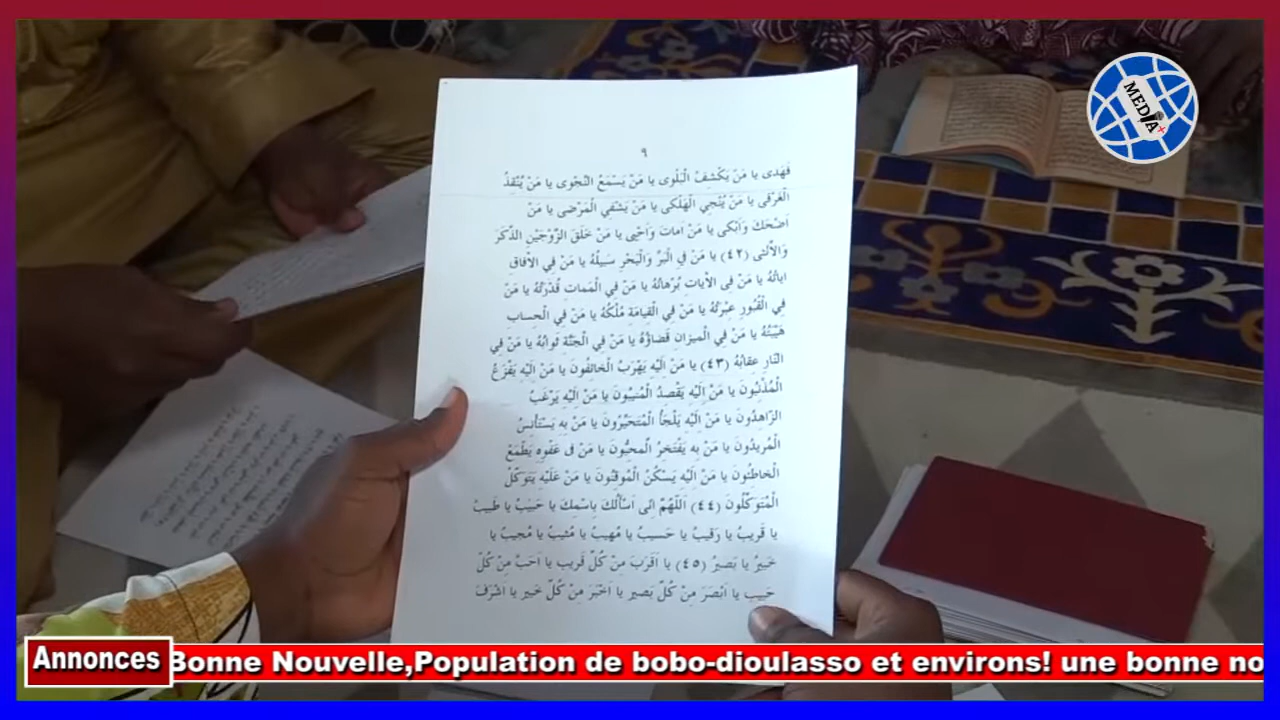 MEDIA+
٩
فَهَدى يا مَنْ يَكْشِفُ الْبَلْوى يا مَنْ يَسْمَعُ النَّجْوى يا مَنْ يُنْقِذُ
الْغَرْقى يا مَنْ يُنْجِي الْهَلْكى يا مَنْ يَشْفِي الْمَرْضى يا مَنْ
اَضْحَكَ وَاَبْكى يا مَنْ اَماتَ وَاَحْيى يا مَنْ خَلَقَ الزَّوْجَيْنِ الذَّكَرَ
وَالْاُنْثى (٤٢) يا مَنْ فِي الْبَرِّ وَالْبَحْرِ سَبيلُهُ يا مَنْ فِي الْافاقِ
اياتُهُ يا مَنْ فِى الْاياتِ بُرْهانُهُ يا مَنْ فِي الْمَماتِ قُدْرَتُهُ يا مَنْ
فِي الْقُبُورِ عِبْرَتُهُ يا مَنْ فِي الْقِيامَةِ مُلْكُهُ يا مَنْ فِي الْحِسابِ
هَيْبَتُهُ يا مَنْ فِي الْميزان قَضاؤُهُ يا مَنْ فِي الْجَنَّةِ ثَوابُهُ يا مَنْ فِي
النّارِ عِقابُهُ (٤٣) يا مَنْ اِلَيْهِ يَهْرَبُ الْخائِفُونَ يا مَنْ اِلَيْهِ يَفْزَعُ
الْمُذْنِبُونَ يا مَنْ اِلَيْهِ يَقْصِدُ الْمُنيبُونَ يا مَنْ اِلَيْهِ يَرْغَبُ
الزّاهِدُونَ يا مَنْ اِلَيْهِ يَلْجَأُ الْمُتَحَيِّرُونَ يا مَنْ بِهِ يَسْتَأْنِسُ
الْمُريدُونَ يا مَنْ بِه يَفْتَخِرُ الْمُحِبُّونَ يا مَنْ فى عَفْوِهِ يَطْمَعُ
الْخاطِئُونَ يا مَنْ اِلَيْهِ يَسْكُنُ الْمُوقِنُونَ يا مَنْ عَلَيْهِ يَتَوَكَّلُ
الْمُتَوَكِّلُونَ (٤٤) اَللّهُمَّ اِنّى اَسْأَلُكَ بِاسْمِكَ يا حَبيبُ يا طَبيبُ
يا قَريبُ يا رَقيبُ يا حَسيبُ يا مُهيبُ يا مُثيبُ يا مُجيبُ يا
خَبيرُ يا بَصيرُ (٤٥) يا اَقْرَبَ مِنْ كُلِّ قَريب يا اَحَبَّ مِنْ كُلِّ
حَبيبِ يا اَبْصَرَ مِنْ كُلِّ بَصير يا اَخْبَرَ مِنْ كُلِّ خَبير يا اَشْرَفَ
Annonces Bonne Nouvelle,Population de bobo-dioulasso et environs! une bonne no